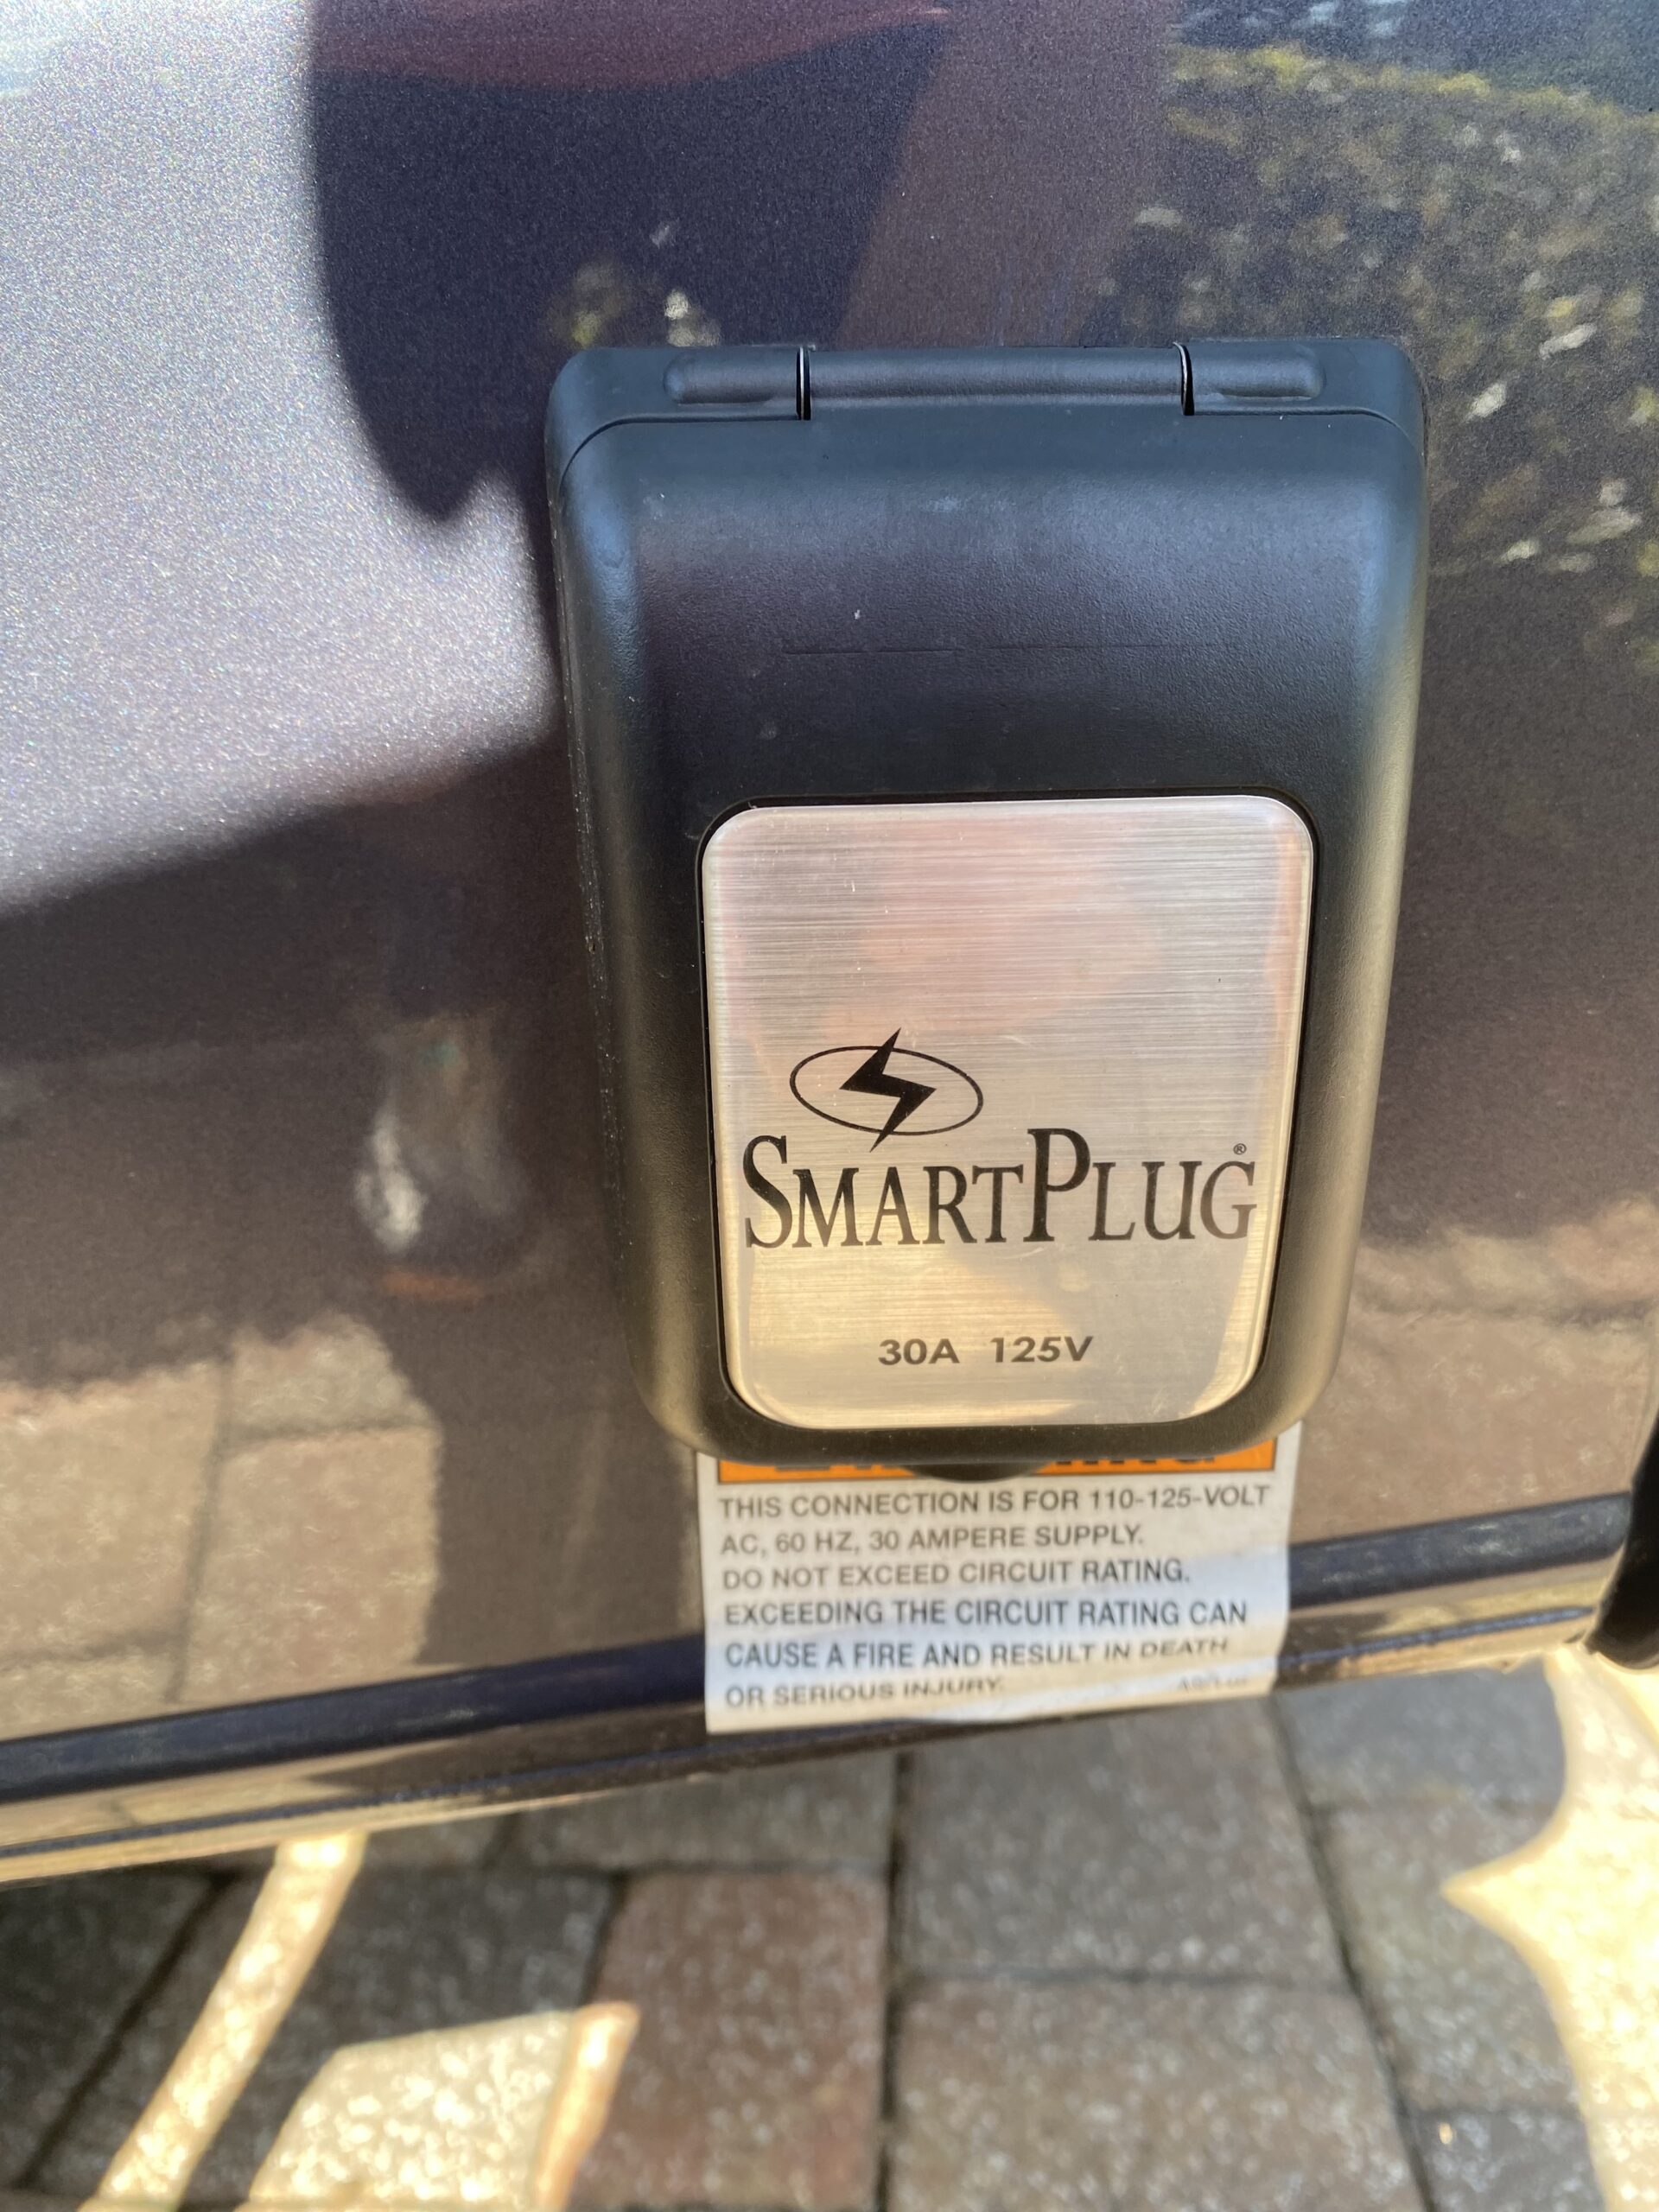 SMARTPLUG®
30A 125V
THIS CONNECTION IS FOR 110-125-VOLT
AC, 60 HZ, 30 AMPERE SUPPLY.
DO NOT EXCEED CIRCUIT RATING.
EXCEEDING THE CIRCUIT RATING CAN
CAUSE A FIRE AND RESULT IN DEATH
OR SERIOUS INJURY.